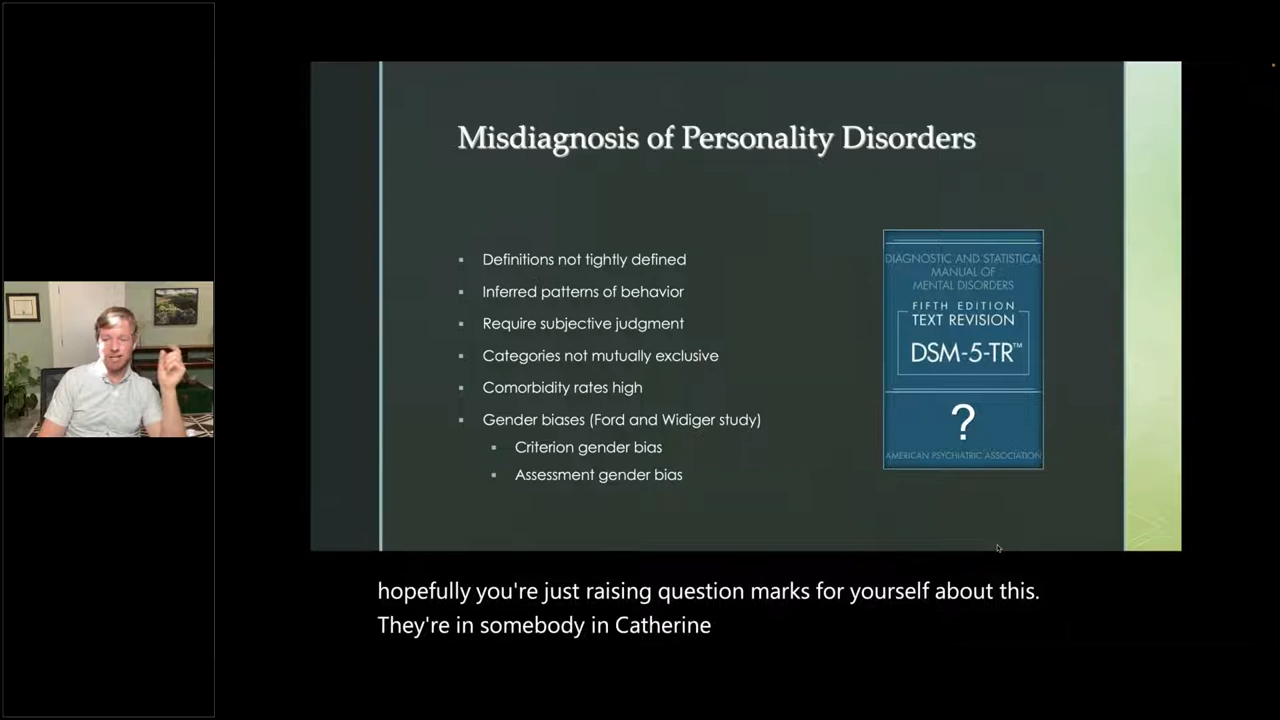 Misdiagnosis of Personality Disorders
Definitions not tightly defined
Inferred patterns of behavior
Require subjective judgment
Categories not mutually exclusive
Comorbidity rates high
Gender biases (Ford and Widiger study)
Criterion gender bias
Assessment gender bias
DIAGNOSTIC AND STATISTICAL
MANUAL OF
MENTAL DISORDERS
FIFTH EDITION
TEXT REVISION
DSM-5-TR™
?
AMERICAN PSYCHIATRIC ASSOCIATION
hopefully you're just raising question marks for yourself about this.
They're in somebody in Catherine